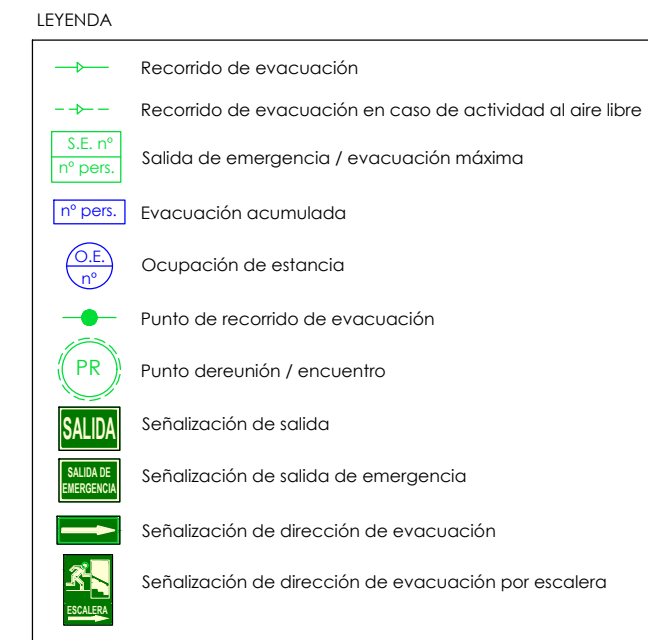 LEYENDA
Recorrido de evacuación
Recorrido de evacuación en caso de actividad al aire libre
S.E. nº
nº pers.
Salida de emergencia / evacuación máxima
nº pers.
Evacuación acumulada
O.E.
nº
Ocupación de estancia
Punto de recorrido de evacuación
PR
Punto dereunión / encuentro
SALIDA
Señalización de salida
SALIDA DE
EMERGENCIA
Señalización de salida de emergencia
Señalización de dirección de evacuación
Señalización de dirección de evacuación por escalera
ESCALERA